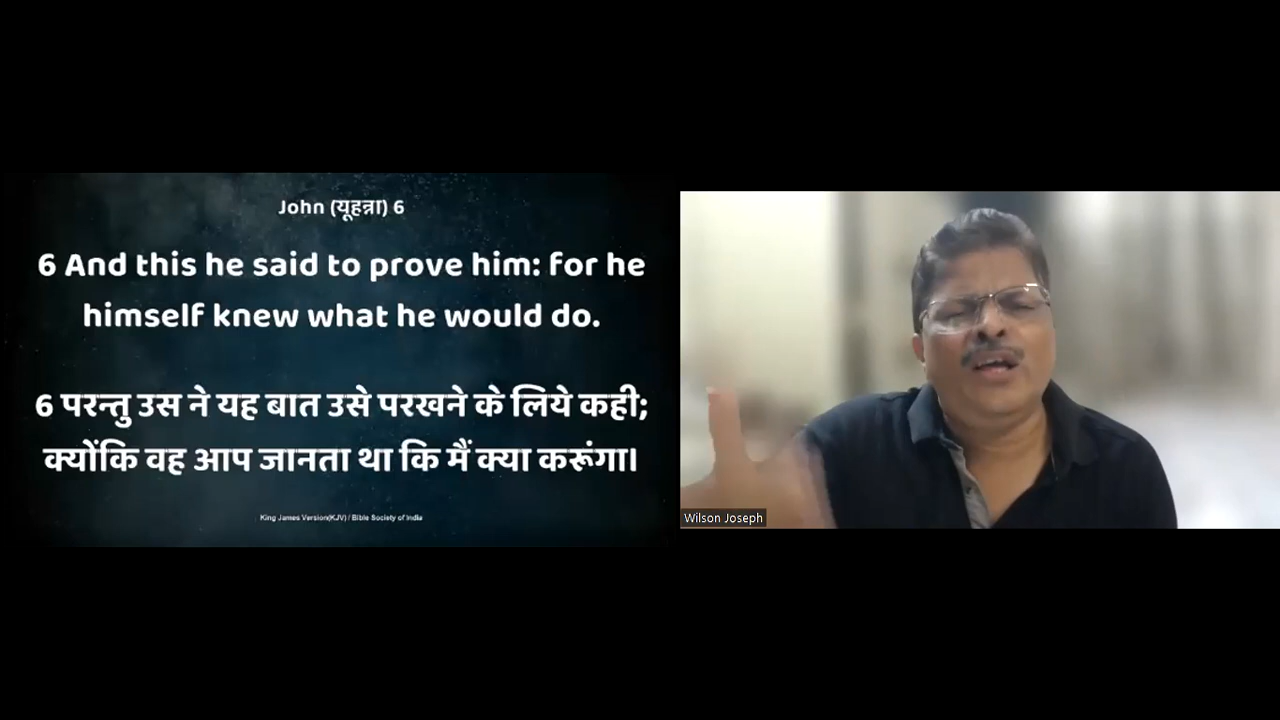 John (यूहन्ना) 6
6 And this he said to prove him: for he
himself knew what he would do.
6 परन्तु उस ने यह बात उसे परखने के लिये कही;
क्योंकि वह आप जानता था कि मैं क्या करूंगा।
King James Version(KJV) / Bible Society of India
Wilson Joseph